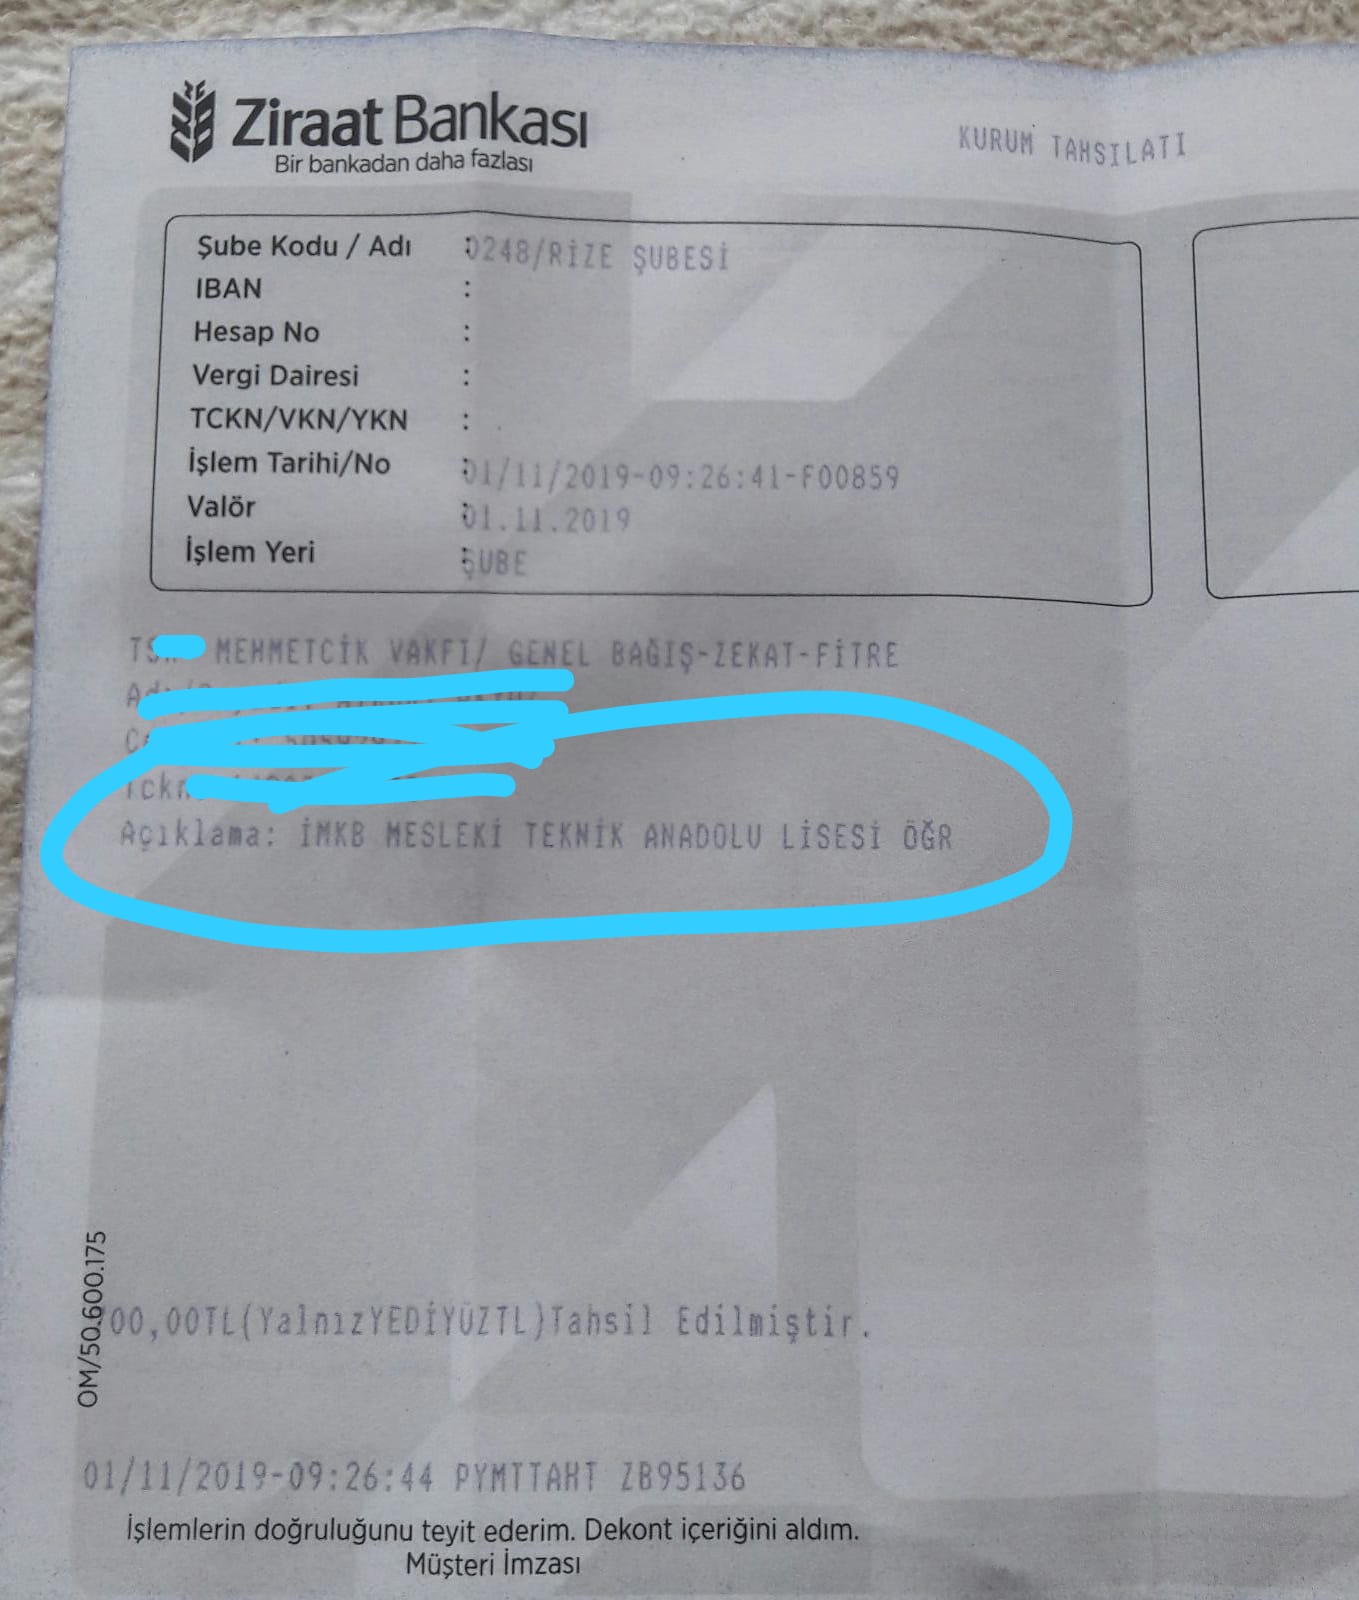 Ziraat Bankası
Bir bankadan daha fazlası
KURUM TAHSILATI
Şube Kodu / Adı : 0248/RİZE ŞUBESİ
IBAN :
Hesap No :
Vergi Dairesi :
TCKN/VKN/YKN :
İşlem Tarihi/No : 01/11/2019-09:26:41-F00859
Valör : 01.11.2019
İşlem Yeri : ŞUBE
MEHMETCİK VAKFI/ GENEL BAĞIŞ-ZEKAT-FİTRE
Açıklama: İMKB MESLEKİ TEKNİK ANADOLU LİSESİ ÖĞR
OM/50.600.175
700,00TL(YalnızYEDİYÜZTL)Tahsil Edilmiştir.
01/11/2019-09:26:44 PYMTTAHT ZB95136
İşlemlerin doğruluğunu teyit ederim. Dekont içeriğini aldım.
Müşteri İmzası